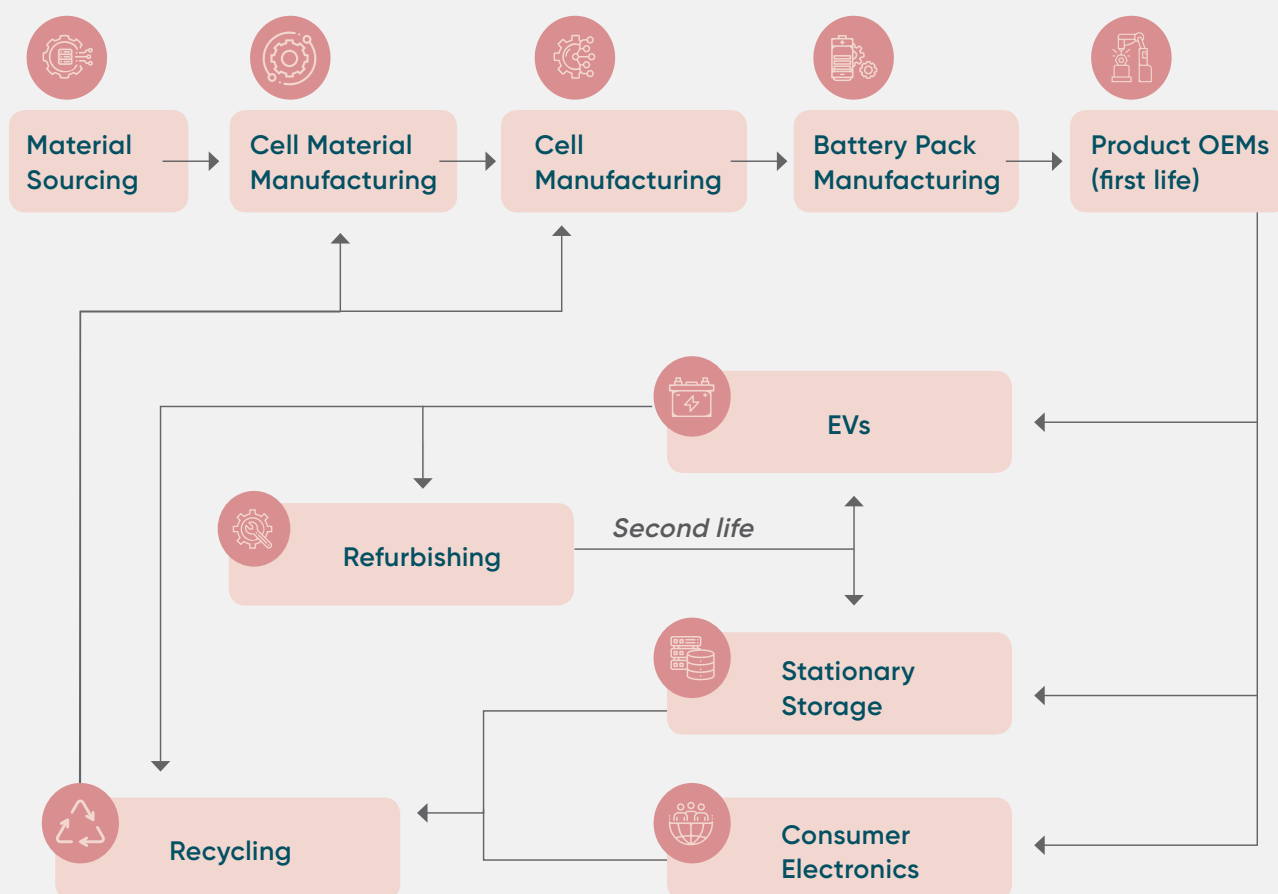 Material
Sourcing
Cell Material
Manufacturing
Cell
Manufacturing
Battery Pack
Manufacturing
Product OEMs
(first life)
EVs
Second life
Refurbishing
Stationary
Storage
Recycling
Consumer
Electronics